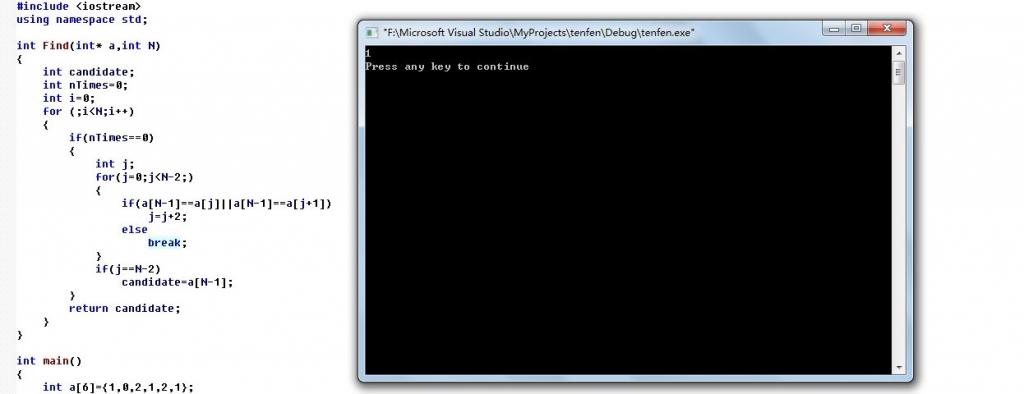 #include <iostream>
using namespace std;
int Find(int* a,int N)
{
    int candidate;
    int nTimes=0;
    int i=0;
    for (;i<N;i++)
    {
        if(nTimes==0)
        {
            int j;
            for(j=0;j<N-2;)
            {
                if(a[N-1]==a[j]||a[N-1]==a[j+1])
                    j=j+2;
                else
                    break;
            }
            if(j==N-2)
                candidate=a[N-1];
        }
        return candidate;
    }
}
int main()
{
    int a[6]={1,0,2,1,2,1};
"F:\Microsoft Visual Studio\MyProjects\tenfen\Debug\tenfen.exe"
1
Press any key to continue